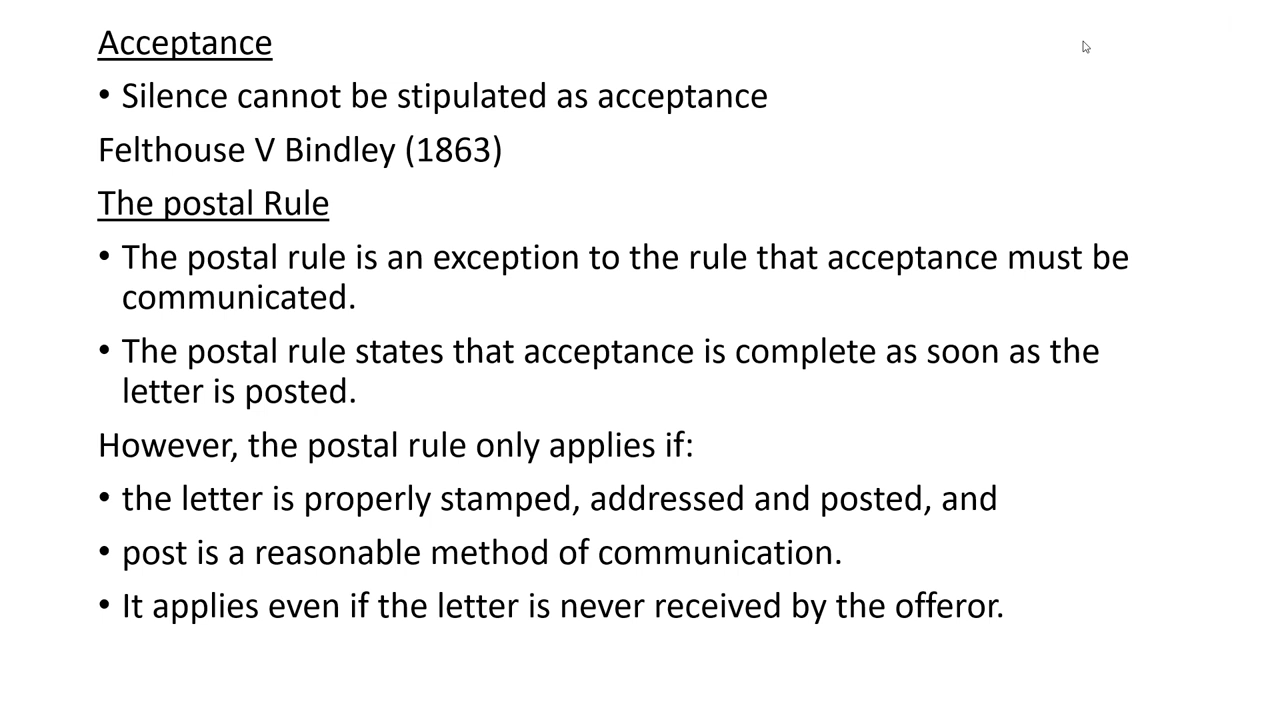 Acceptance
• Silence cannot be stipulated as acceptance
Felthouse V Bindley (1863)
The postal Rule
• The postal rule is an exception to the rule that acceptance must be
communicated.
• The postal rule states that acceptance is complete as soon as the
letter is posted.
However, the postal rule only applies if:
• the letter is properly stamped, addressed and posted, and
• post is a reasonable method of communication.
• It applies even if the letter is never received by the offeror.